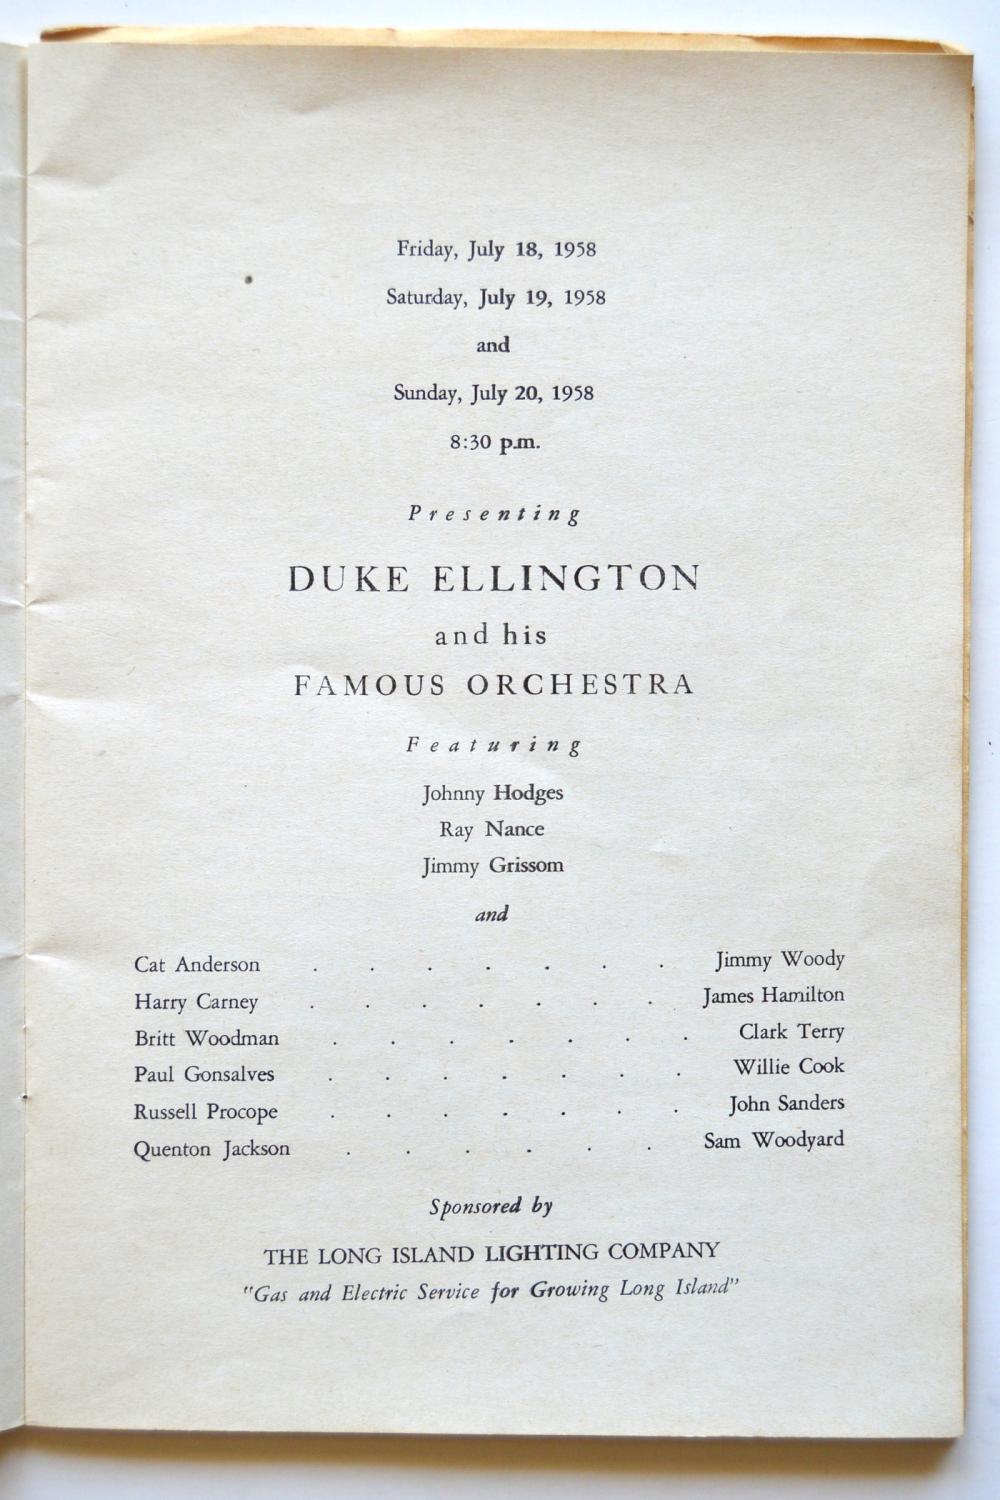 Friday, July 18, 1958
Saturday, July 19, 1958
and
Sunday, July 20, 1958
8:30 p.m.
Presenting
DUKE ELLINGTON
and his
FAMOUS ORCHESTRA
Featuring
Johnny Hodges
Ray Nance
Jimmy Grissom
and
Cat Anderson . . . . . . . Jimmy Woody
Harry Carney . . . . . . . James Hamilton
Britt Woodman . . . . . . . Clark Terry
Paul Gonsalves . . . . . . . Willie Cook
Russell Procope . . . . . . . John Sanders
Quenton Jackson . . . . . . Sam Woodyard
Sponsored by
THE LONG ISLAND LIGHTING COMPANY
"Gas and Electric Service for Growing Long Island"